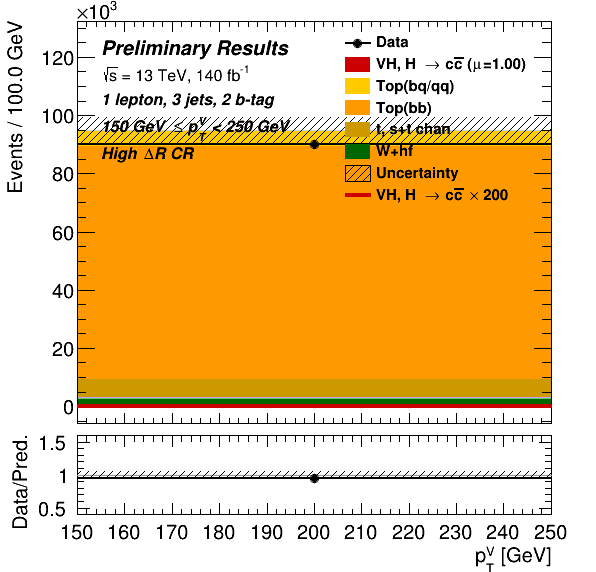 ×10³
Events / 100.0 GeV
120
100
80
60
40
20
0
Preliminary Results
√s = 13 TeV, 140 fb⁻¹
1 lepton, 3 jets, 2 b-tag
150 GeV ≤ p_T^V < 250 GeV
High ΔR CR
Data
VH, H → cc̅ (μ=1.00)
Top(bq/qq)
Top(bb)
t, s+t chan
W+hf
Uncertainty
VH, H → cc̅ × 200
Data/Pred.
1.5
1
0.5
150 160 170 180 190 200 210 220 230 240 250
p_T^V [GeV]